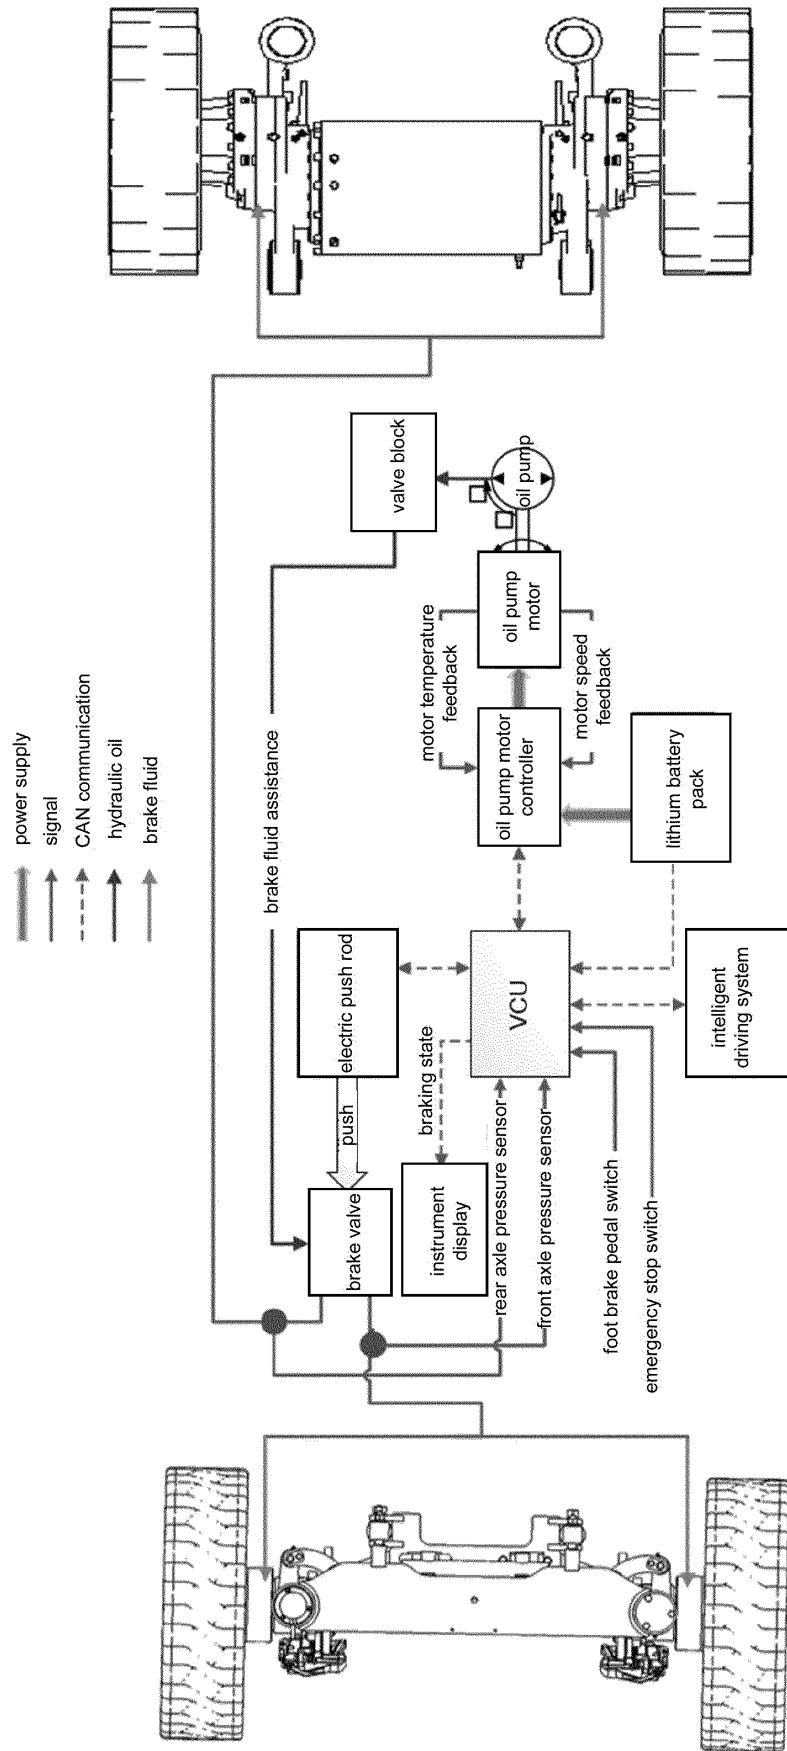 power supply
signal
CAN communication
hydraulic oil
brake fluid
brake fluid assistance
valve block
oil pump
oil pump
motor
motor temperature
feedback
motor speed
feedback
oil pump motor
controller
lithium battery
pack
electric push rod
push
brake valve
VCU
braking state
instrument
display
intelligent
driving system
rear axle pressure sensor
front axle pressure sensor
foot brake pedal switch
emergency stop switch